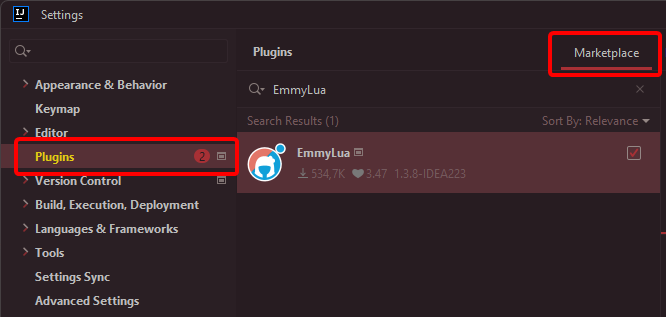 IJ Settings
Plugins Marketplace
Appearance & Behavior
Keymap
Editor
Plugins 2
Version Control
Build, Execution, Deployment
Languages & Frameworks
Tools
Settings Sync
Advanced Settings
EmmyLua
Search Results (1) Sort By: Relevance
EmmyLua
534,7K 3.47 1.3.8-IDEA223